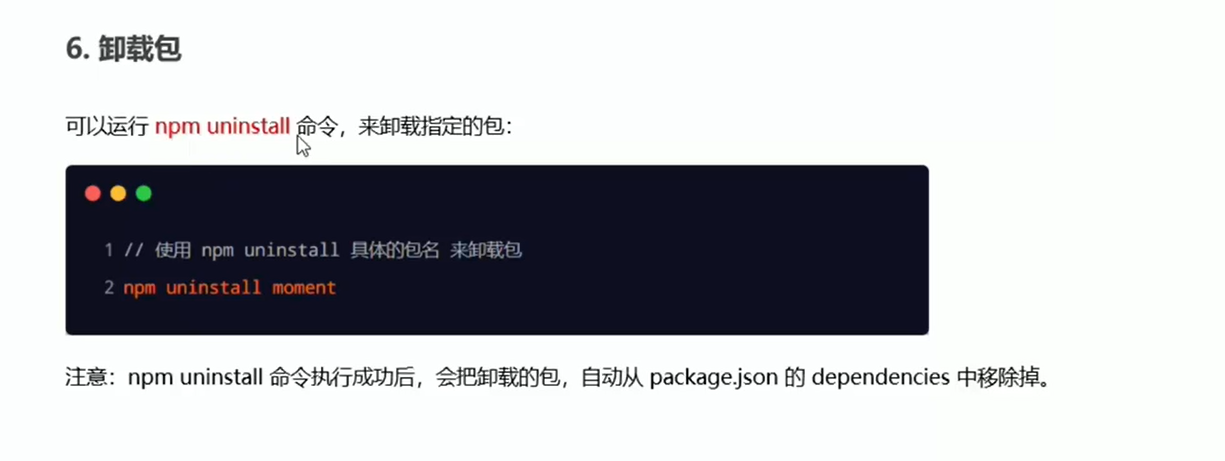 6. 卸载包
可以运行 npm uninstall 命令，来卸载指定的包：
1 // 使用 npm uninstall 具体的包名 来卸载包
2 npm uninstall moment
注意：npm uninstall 命令执行成功后，会把卸载的包，自动从 package.json 的 dependencies 中移除掉。